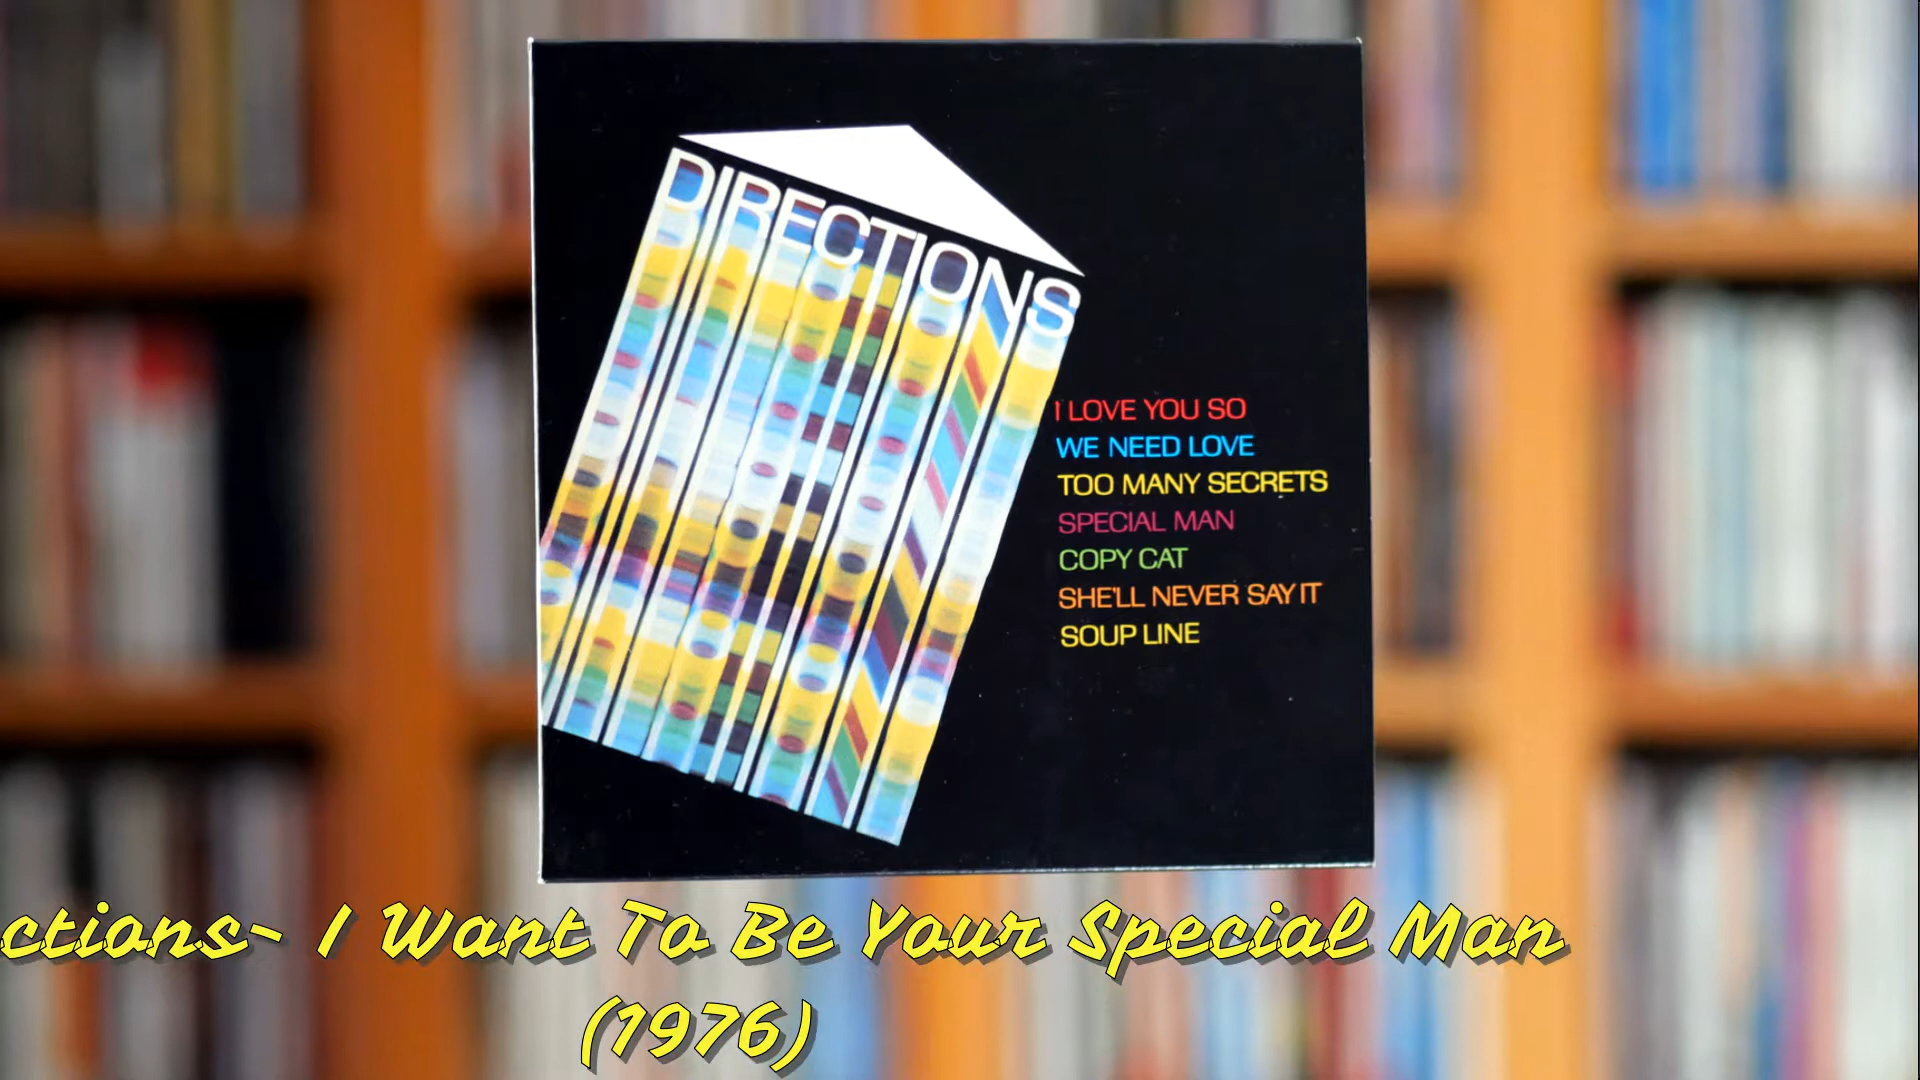 DIRECTIONS
I LOVE YOU SO
WE NEED LOVE
TOO MANY SECRETS
SPECIAL MAN
COPY CAT
SHE'LL NEVER SAY IT
SOUP LINE
ctions- I Want To Be Your Special Man
(1976)